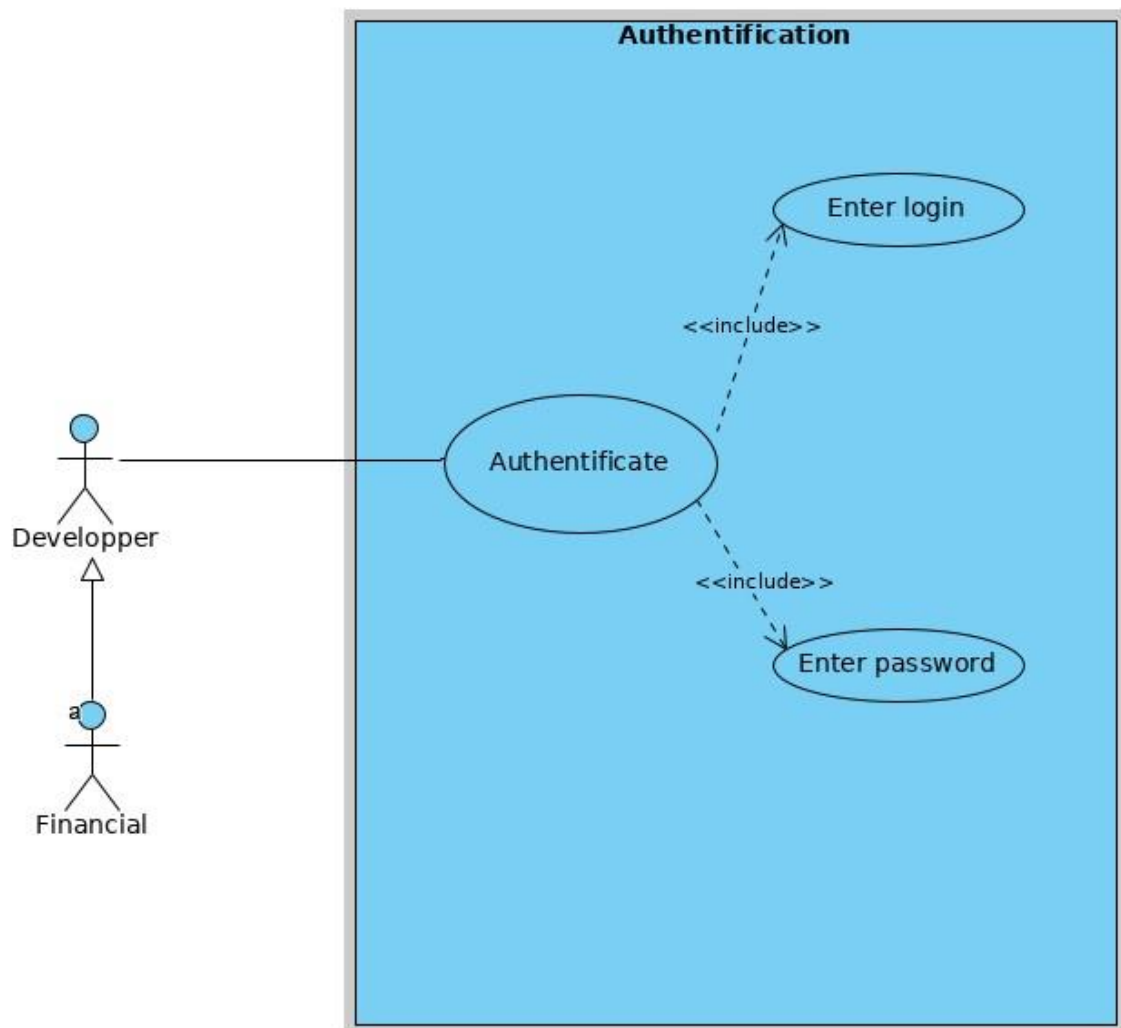 Authentification
Enter login
<<include>>
Authentificate
Developper
<<include>>
Enter password
a
Financial